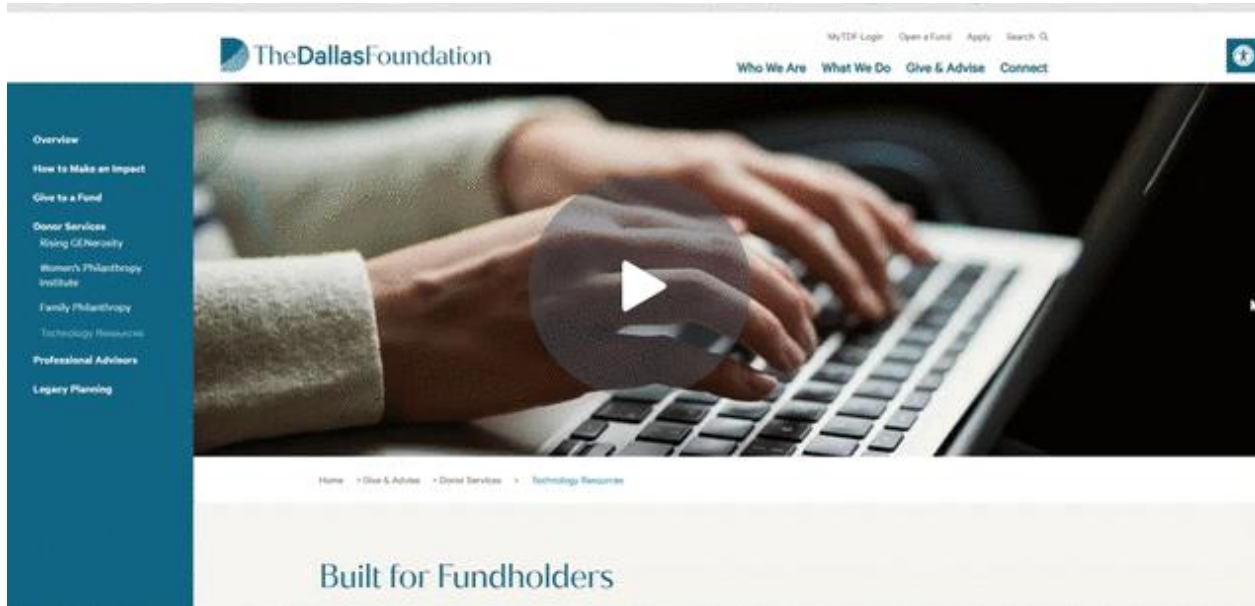 MyTDF Login Open a Fund Apply Search
TheDallasFoundation
Who We Are What We Do Give & Advise Connect
Overview
How to Make an Impact
Give to a Fund
Donor Services
Rising GENerosity
Women's Philanthropy
Institute
Family Philanthropy
Technology Resources
Professional Advisors
Legacy Planning
Home > Give & Advise > Donor Services > Technology Resources
Built for Fundholders